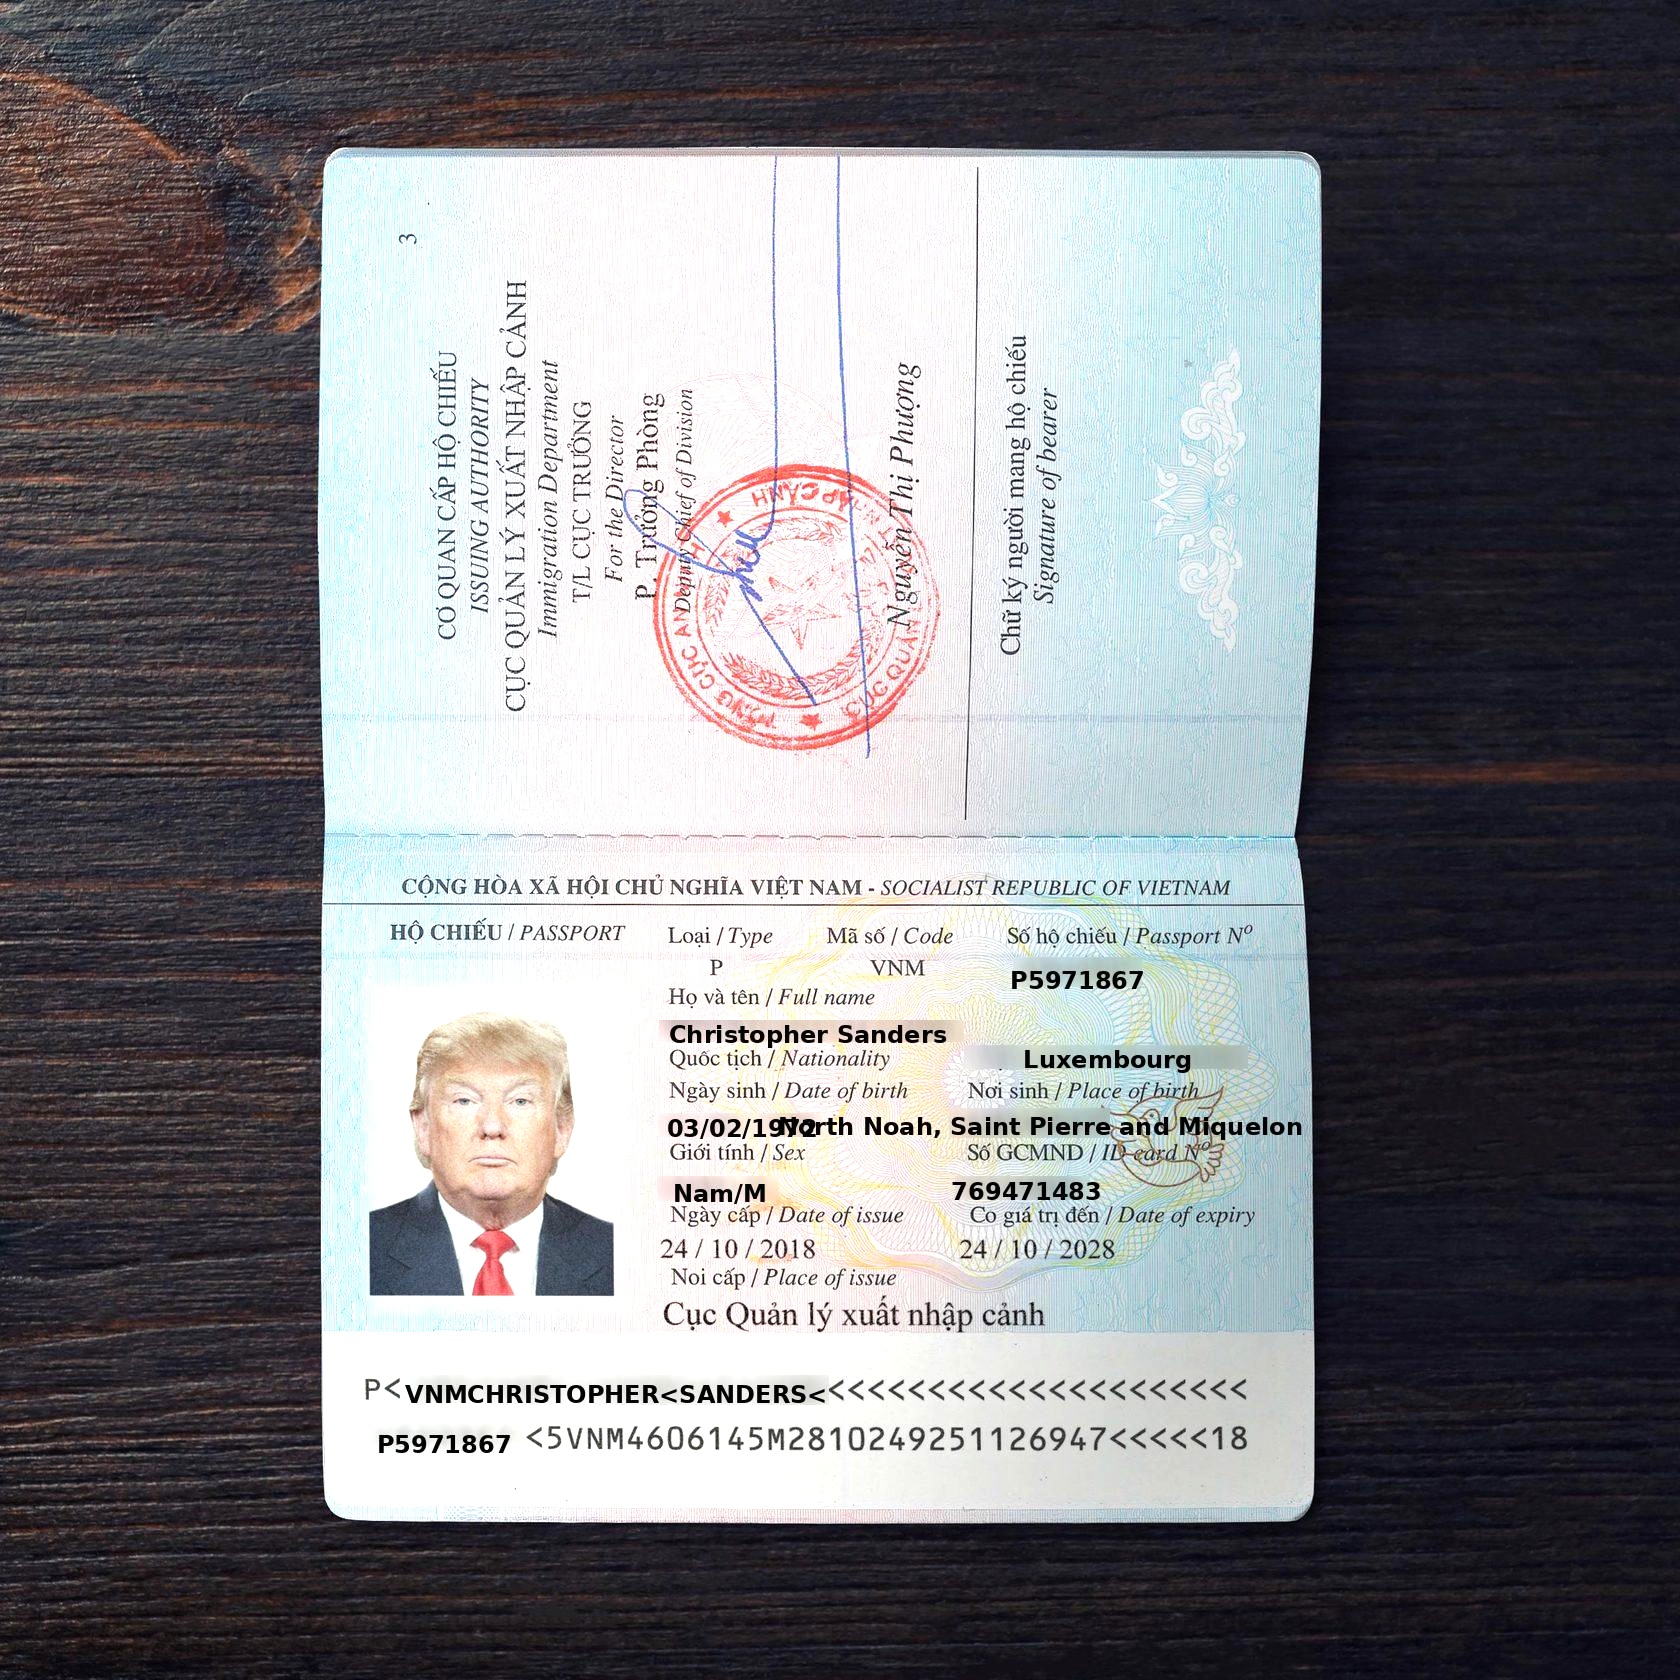 3
CƠ QUAN CẤP HỘ CHIẾU
ISSUING AUTHORITY
CỤC QUẢN LÝ XUẤT NHẬP CẢNH
Immigration Department
T/L CỤC TRƯỞNG
For the Director
P. Trưởng Phòng
Deputy Chief of Division
Nguyễn Thị Phượng
Chữ ký người mang hộ chiếu
Signature of bearer
CỘNG HÒA XÃ HỘI CHỦ NGHĨA VIỆT NAM - SOCIALIST REPUBLIC OF VIETNAM
HỘ CHIẾU / PASSPORT Loại / Type Mã số / Code Số hộ chiếu / Passport Nº
P VNM P5971867
Họ và tên / Full name
Christopher Sanders
Quốc tịch / Nationality Luxembourg
Ngày sinh / Date of birth Nơi sinh / Place of birth
03/02/1972 North Noah, Saint Pierre and Miquelon
Giới tính / Sex Số GCMND / ID card Nº
Nam/M 769471483
Ngày cấp / Date of issue Co giá trị đến / Date of expiry
24 / 10 / 2018 24 / 10 / 2028
Noi cấp / Place of issue
Cục Quản lý xuất nhập cảnh
P<VNMCHRISTOPHER<SANDERS<<<<<<<<<<<<<<<<<<<<<<
P5971867 <5VNM4606145M2810249251126947<<<<<18